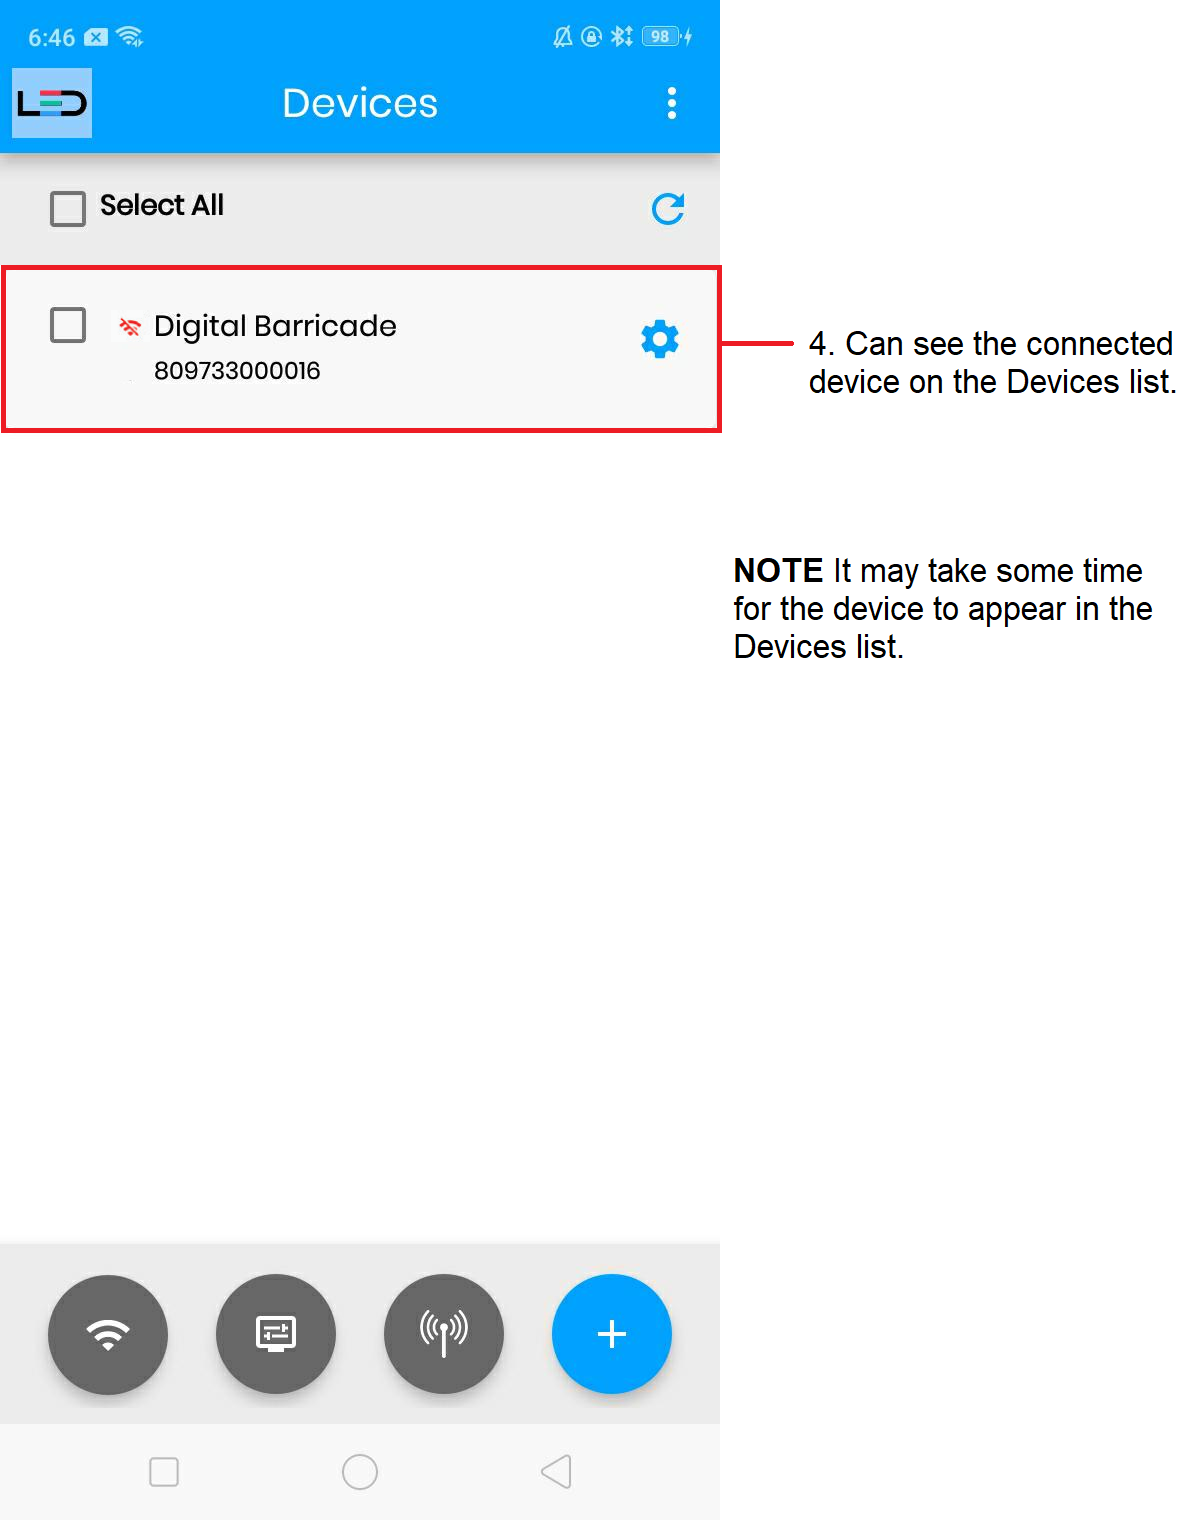 6:46
98
LED
Devices
Select All
Digital Barricade
809733000016
4. Can see the connected
device on the Devices list.
NOTE It may take some time
for the device to appear in the
Devices list.